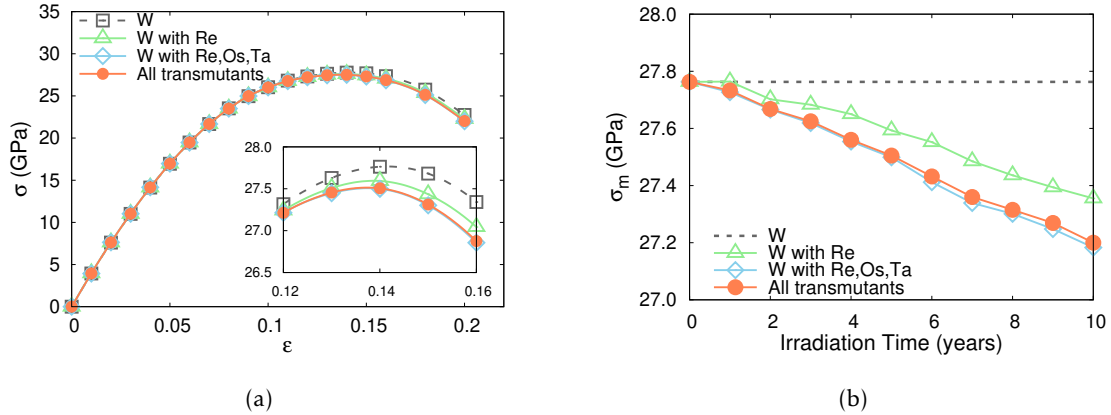 σ (GPa)
35
30
25
20
15
10
5
0
W
W with Re
W with Re,Os,Ta
All transmutants
28.0
27.5
27.0
26.5
0.12 0.14 0.16
0 0.05 0.1 0.15 0.2
ε
(a)
σm (GPa)
28.0
27.8
27.6
27.4
27.2
27.0
W
W with Re
W with Re,Os,Ta
All transmutants
0 2 4 6 8 10
Irradiation Time (years)
(b)